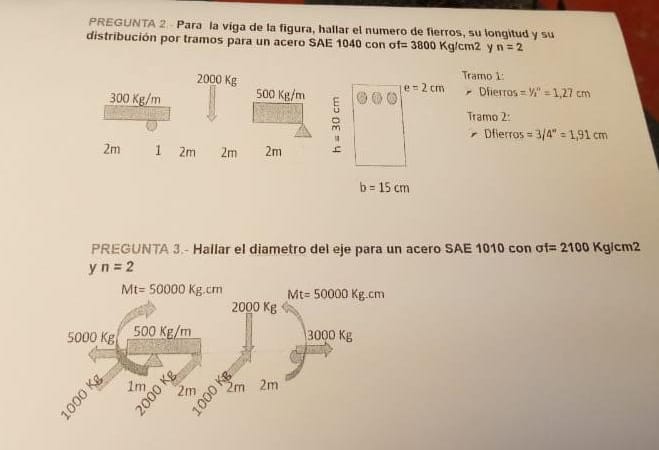 PREGUNTA 2.- Para la viga de la figura, hallar el numero de fierros, su longitud y su
distribución por tramos para un acero SAE 1040 con σf= 3800 Kg/cm2 y n = 2
2000 Kg
300 Kg/m
500 Kg/m
2m 1 2m 2m 2m
h = 30 cm
e = 2 cm
b = 15 cm
Tramo 1:
➤ Dfierros = ½" = 1,27 cm
Tramo 2:
➤ Dfierros = 3/4" = 1,91 cm
PREGUNTA 3.- Hallar el diametro del eje para un acero SAE 1010 con σf= 2100 Kg/cm2
y n = 2
Mt= 50000 Kg.cm
Mt= 50000 Kg.cm
2000 Kg
5000 Kg
500 Kg/m
3000 Kg
1000 Kg
1m
2000 Kg
2m
1000 Kg
2m 2m